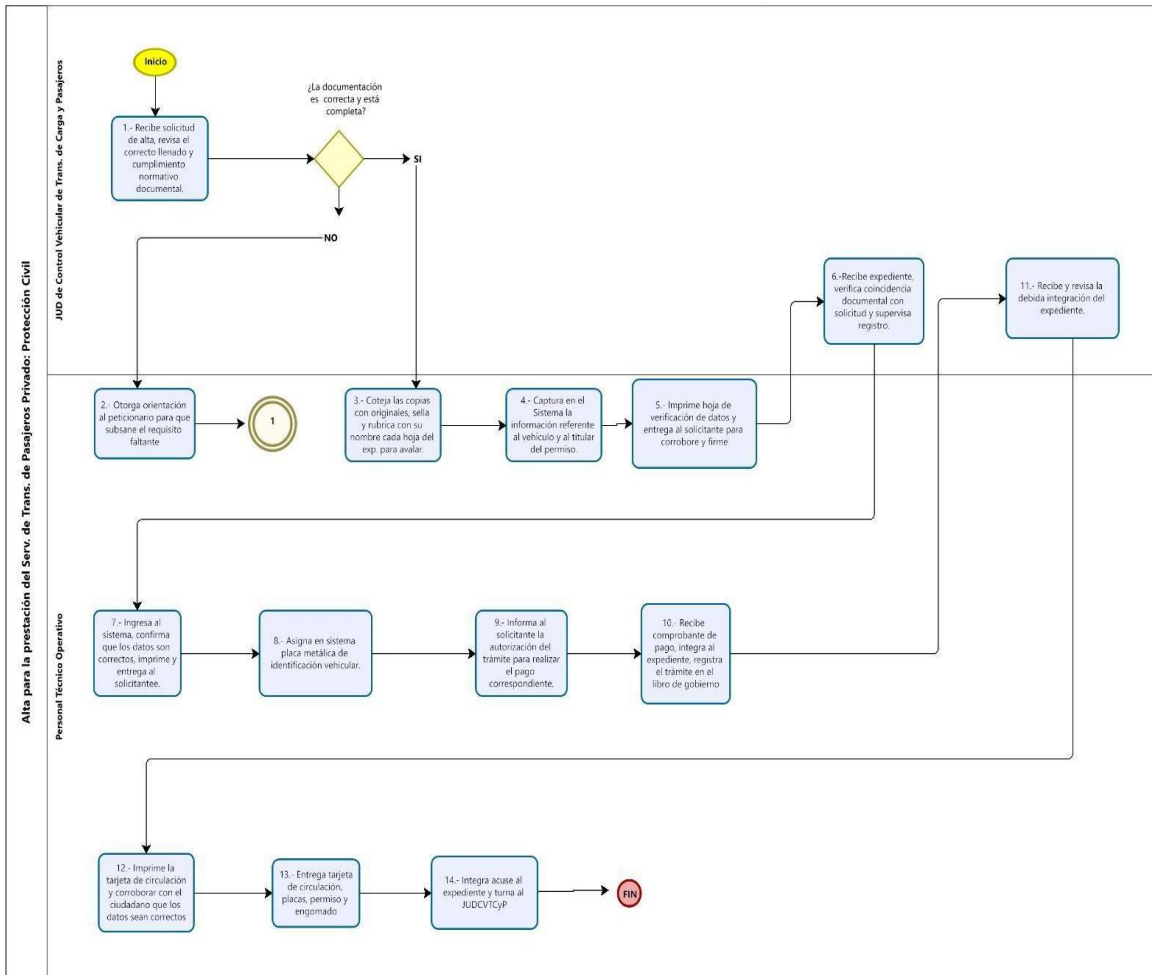 Alta para la prestación del Serv. de Trans. de Pasajeros Privado: Protección Civil
JUD de Control Vehicular de Trans. de Carga y Pasajeros
Inicio
¿La documentación
es correcta y está
completa?
1.- Recibe solicitud
de alta, revisa el
correcto llenado y
cumplimiento
normativo
documental.
SI
NO
6.-Recibe expediente,
verifica coincidencia
documental con
solicitud y supervisa
registro.
11.- Recibe y revisa la
debida integración del
expediente.
Personal Técnico Operativo
2.- Otorga orientación
al peticionario para que
subsane el requisito
faltante
1
3.- Coteja las copias
con originales, sella
y rubrica con su
nombre cada hoja del
exp. para avalar.
4.- Captura en el
Sistema la
información referente
al vehículo y al titular
del permiso.
5.- Imprime hoja de
verificación de datos y
entrega al solicitante para
corrobore y firme
7.- Ingresa al
sistema, confirma
que los datos son
correctos, imprime y
entrega al
solicitantee.
8.- Asigna en sistema
placa metálica de
identificación vehicular.
9.- Informa al
solicitante la
autorización del
trámite para realizar
el pago
correspondiente.
10.- Recibe
comprobante de
pago, integra al
expediente, registra
el trámite en el
libro de gobierno
12.- Imprime la
tarjeta de circulación
y corroborar con el
ciudadano que los
datos sean correctos
13.- Entrega tarjeta
de circulación,
placas, permiso y
engomado
14.- Integra acuse al
expediente y turna al
JUDCVTCyP
FIN